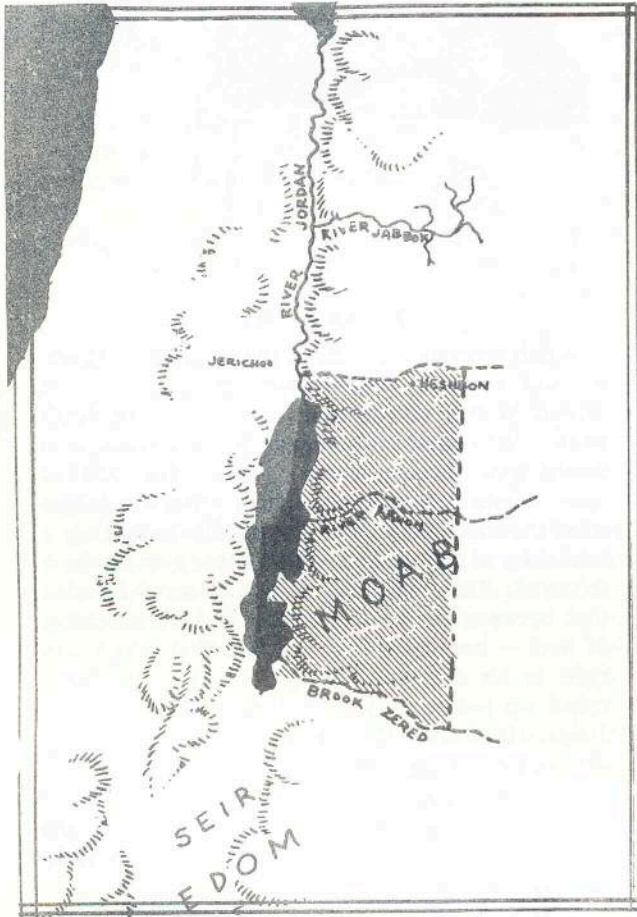 RIVER JORDAN
RIVER JABBOK
JERICHO
HESHBON
RIVER ARNON
MOAB
BROOK ZERED
SEIR
EDOM